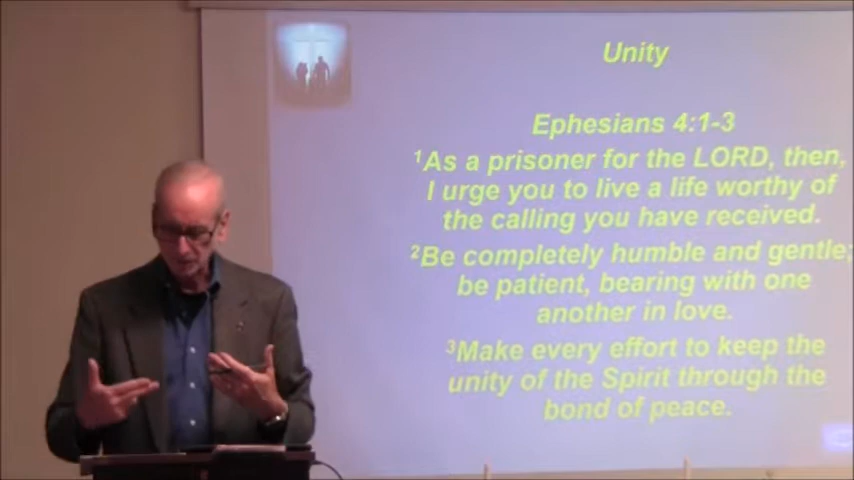 Unity
Ephesians 4:1-3
¹As a prisoner for the LORD, then,
I urge you to live a life worthy of
the calling you have received.
²Be completely humble and gentle;
be patient, bearing with one
another in love.
³Make every effort to keep the
unity of the Spirit through the
bond of peace.